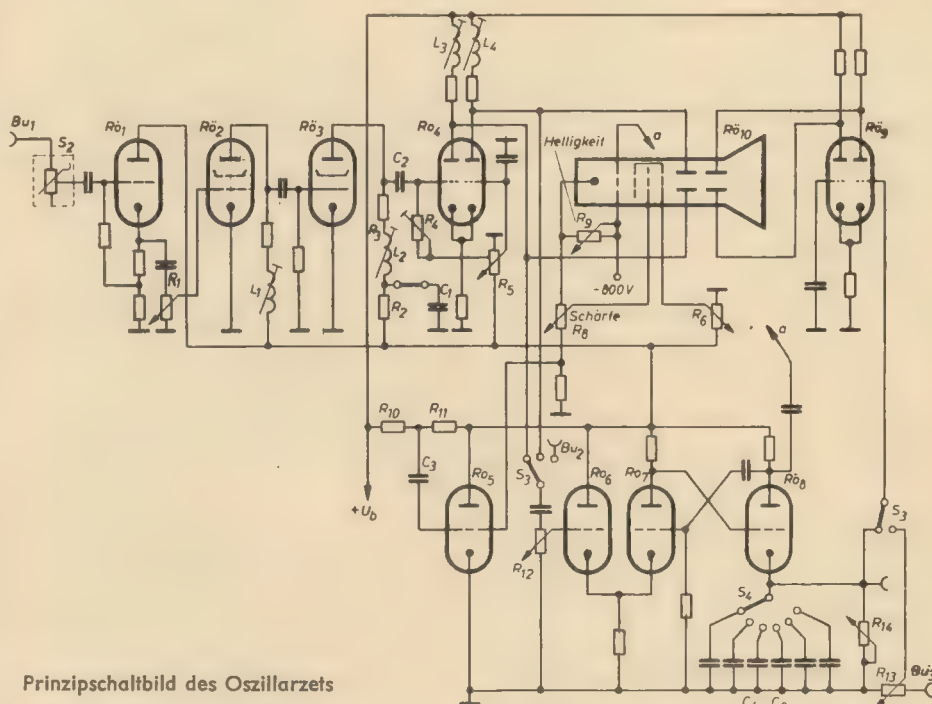 L3
L4
Bu1
S2
Rö1
Rö2
Rö3
C2
Rö4
Helligkeit
a
Rö10
Rö9
R4
R9
R3
L2
R1
L1
C1
R5
-800V
R2
Schärfe
R8
R6
a
R10
R11
C3
Rö5
S3
Bu2
Rö6
Rö7
Rö8
+Ub
R12
S3
S4
R14
R13
Prinzipschaltbild des Oszillarzets